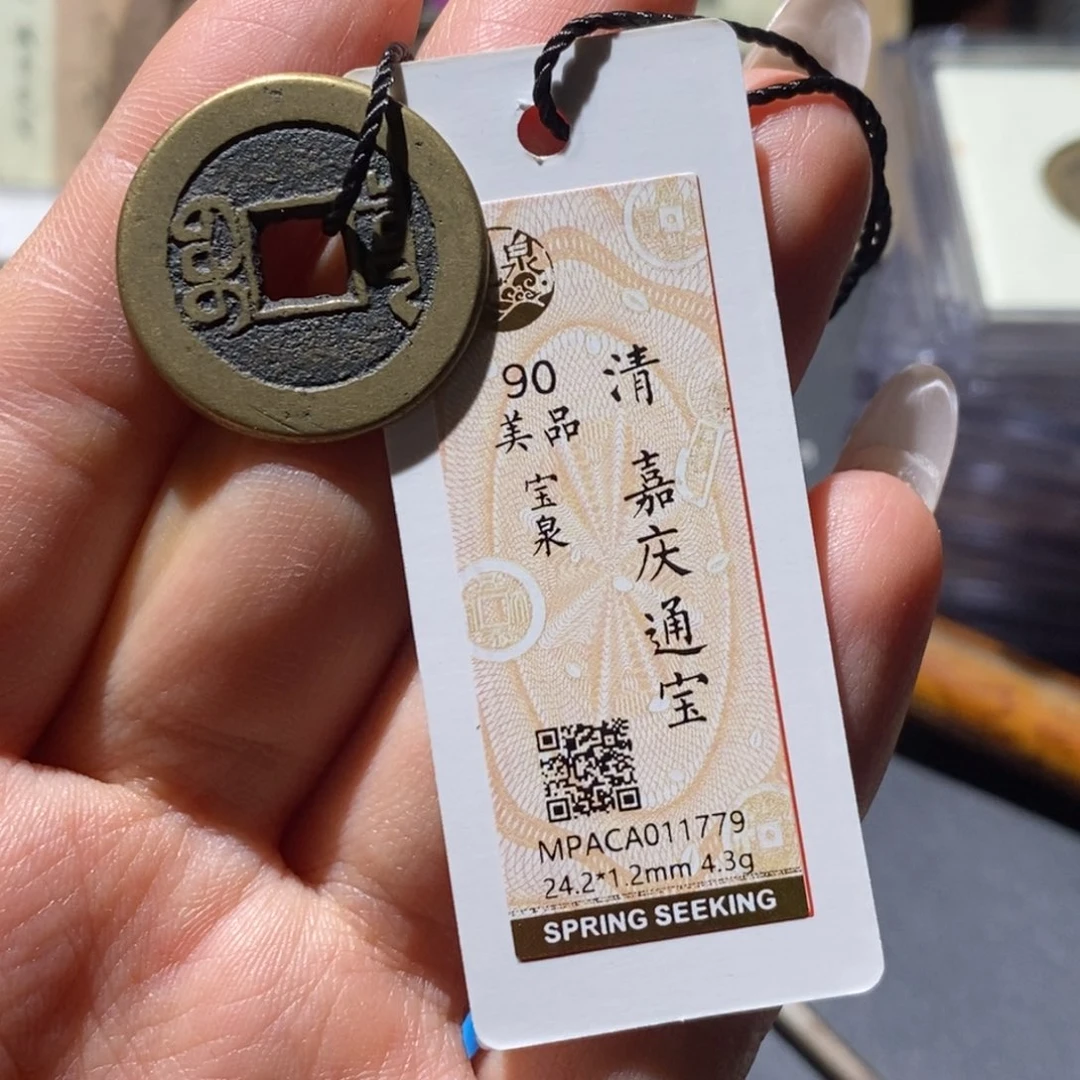 泉
90
美品
宝泉
清
嘉庆通宝
MPACA011779
24.2*1.2mm 4.3g
SPRING SEEKING